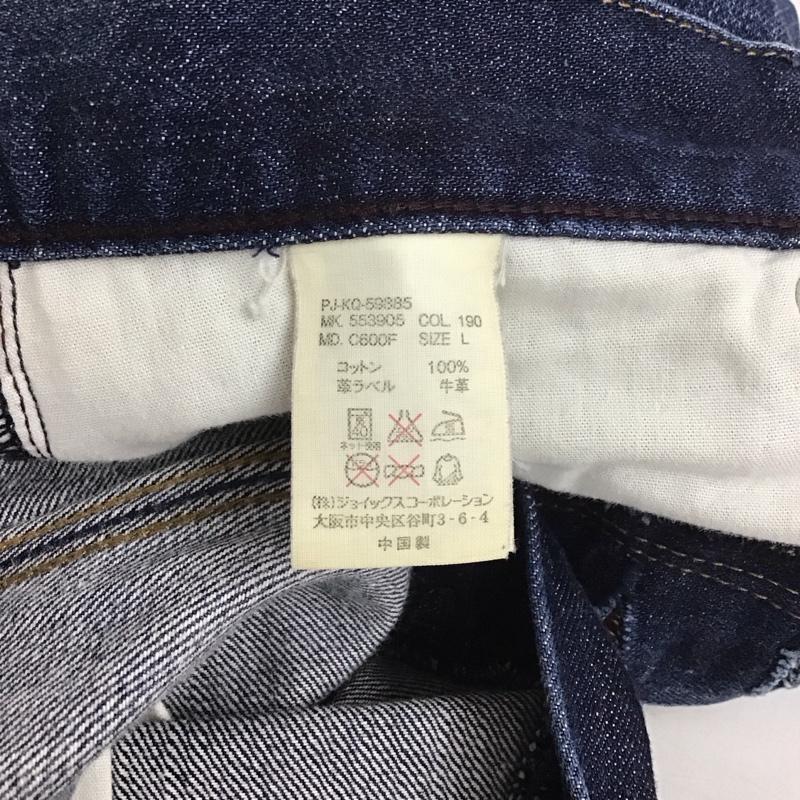 PJ-KQ-59385
MK. 553905 COL. 190
MD. C600F SIZE L
コットン 100%
革ラベル 牛革
40
ネット使用
(株)ジョイックスコーポレーション
大阪市中央区谷町3-6-4
中国製